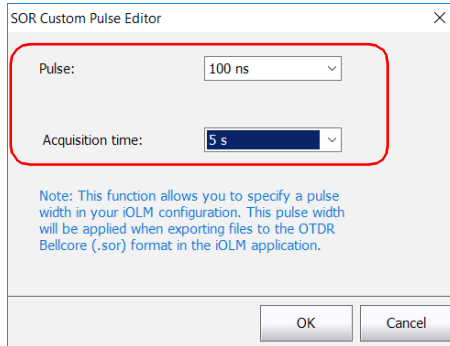 SOR Custom Pulse Editor
Pulse: 100 ns
Acquisition time: 5 s
Note: This function allows you to specify a pulse
width in your iOLM configuration. This pulse width
will be applied when exporting files to the OTDR
Bellcore (.sor) format in the iOLM application.
OK Cancel